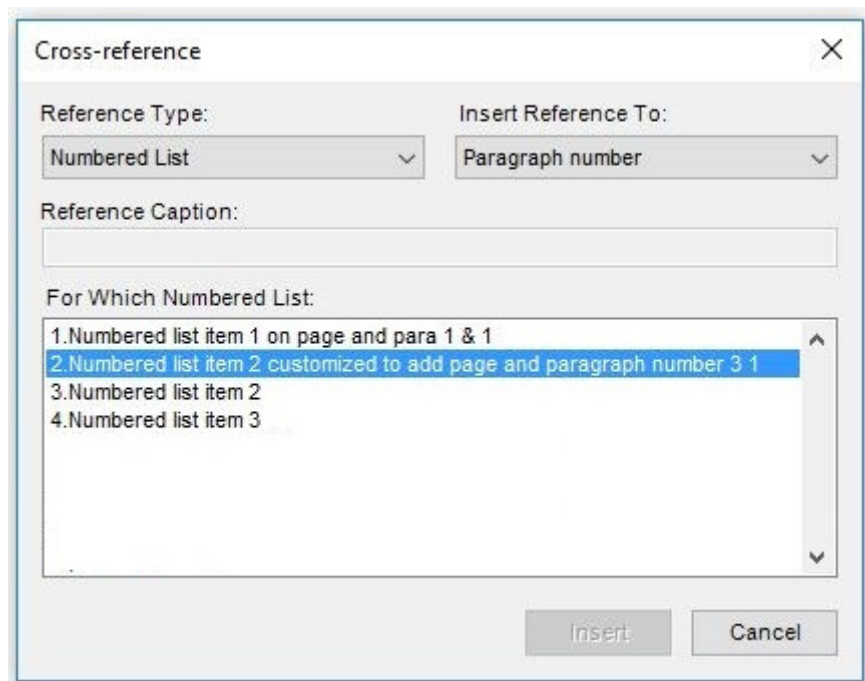 Cross-reference
Reference Type:
Insert Reference To:
Numbered List
Paragraph number
Reference Caption:
For Which Numbered List:
1.Numbered list item 1 on page and para 1 & 1
2.Numbered list item 2 customized to add page and paragraph number 3 1
3.Numbered list item 2
4.Numbered list item 3
Insert
Cancel